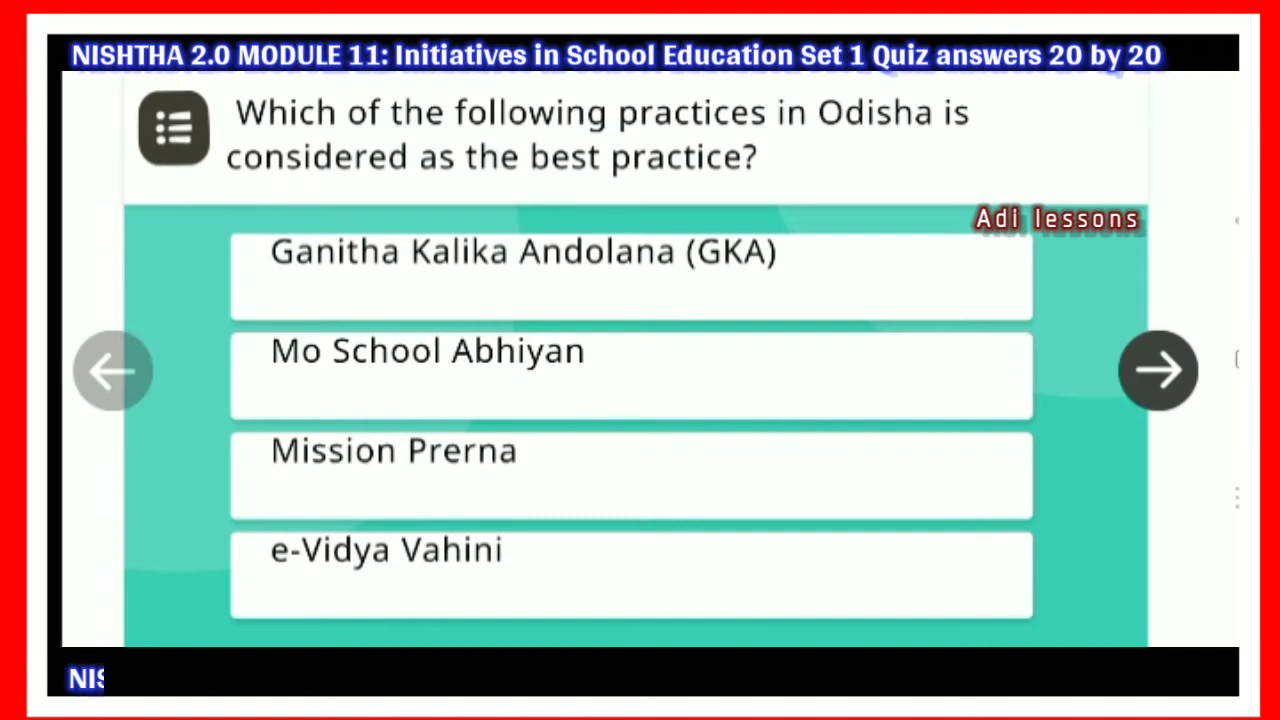 NISHTHA 2.0 MODULE 11: Initiatives in School Education Set 1 Quiz answers 20 by 20
Which of the following practices in Odisha is
considered as the best practice?
Adi lessons
Ganitha Kalika Andolana (GKA)
Mo School Abhiyan
Mission Prerna
e-Vidya Vahini
NIS